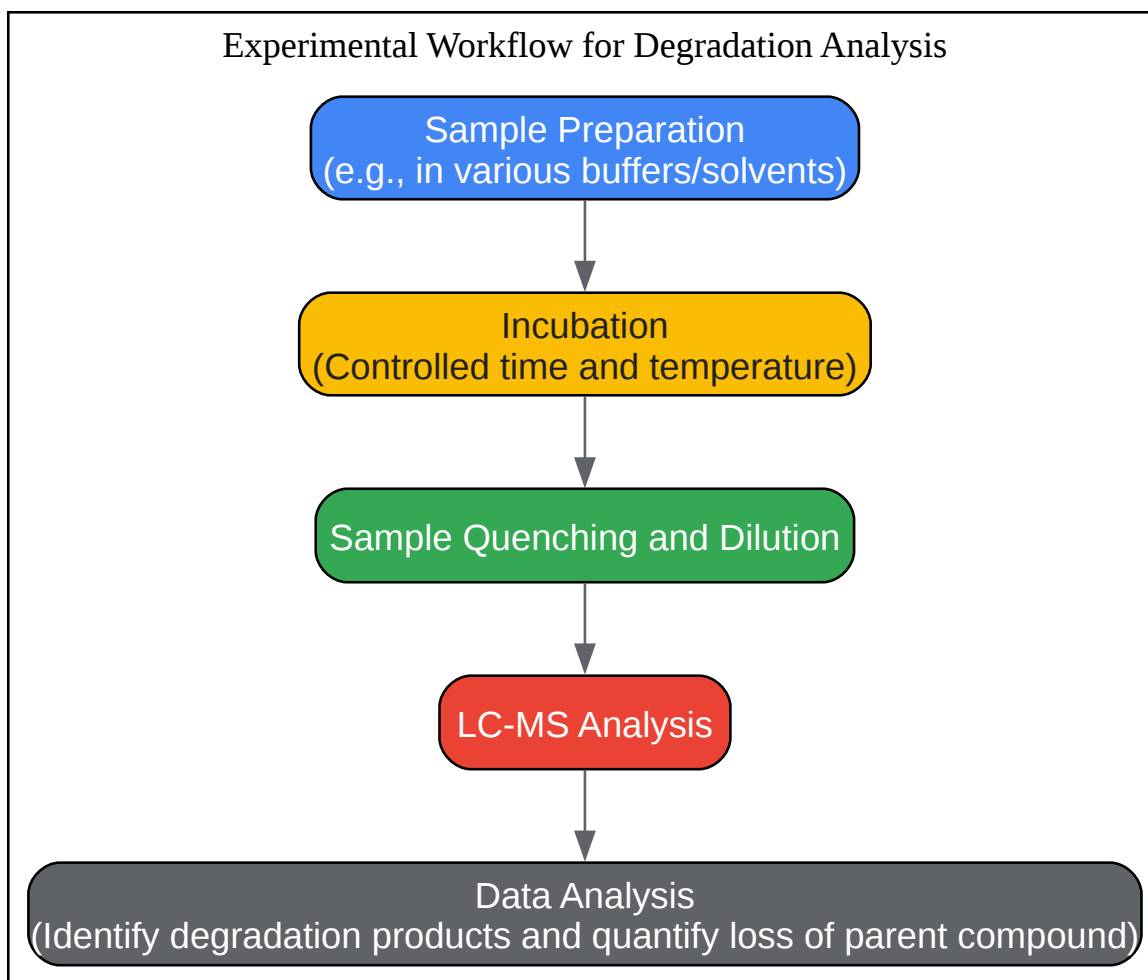 Experimental Workflow for Degradation Analysis
Sample Preparation
(e.g., in various buffers/solvents)
Incubation
(Controlled time and temperature)
Sample Quenching and Dilution
LC-MS Analysis
Data Analysis
(Identify degradation products and quantify loss of parent compound)